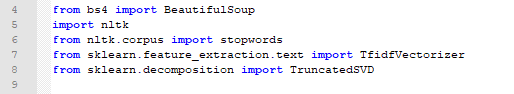 4 from bs4 import BeautifulSoup
5 import nltk
6 from nltk.corpus import stopwords
7 from sklearn.feature_extraction.text import TfidfVectorizer
8 from sklearn.decomposition import TruncatedSVD
9